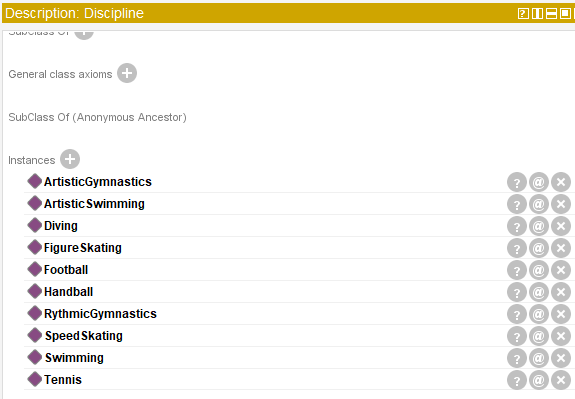 Description: Discipline
SubClass Of
General class axioms
SubClass Of (Anonymous Ancestor)
Instances
ArtisticGymnastics
ArtisticSwimming
Diving
FigureSkating
Football
Handball
RythmicGymnastics
SpeedSkating
Swimming
Tennis